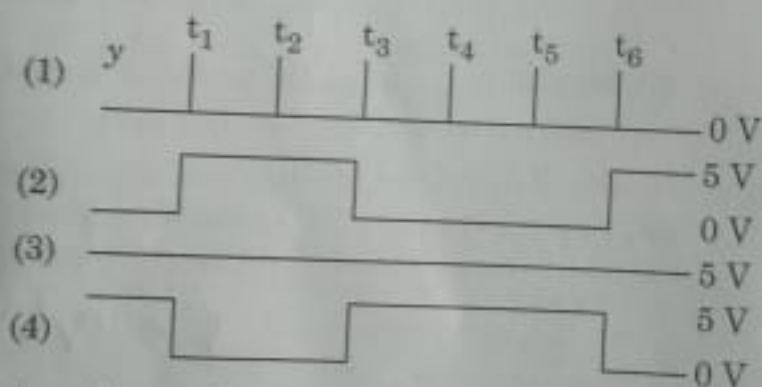 y t₁ t₂ t₃ t₄ t₅ t₆
(1) 0 V
(2) 5 V
0 V
(3) 5 V
5 V
(4) 0 V